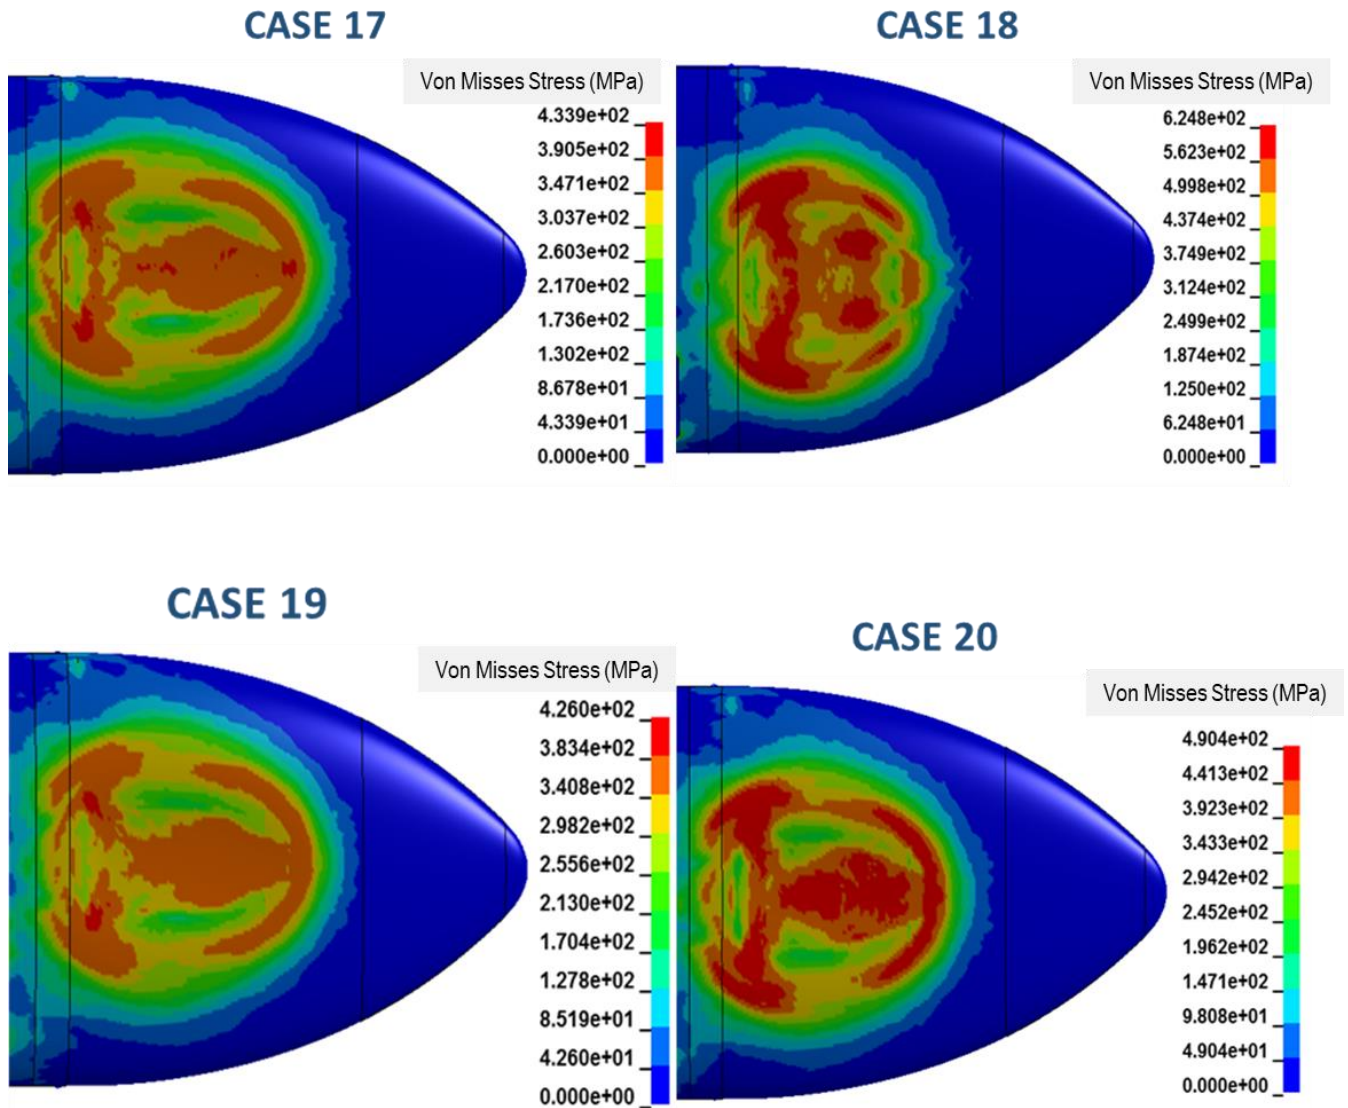 CASE 17
Von Misses Stress (MPa)
4.339e+02
3.905e+02
3.471e+02
3.037e+02
2.603e+02
2.170e+02
1.736e+02
1.302e+02
8.678e+01
4.339e+01
0.000e+00
CASE 18
Von Misses Stress (MPa)
6.248e+02
5.623e+02
4.998e+02
4.374e+02
3.749e+02
3.124e+02
2.499e+02
1.874e+02
1.250e+02
6.248e+01
0.000e+00
CASE 19
Von Misses Stress (MPa)
4.260e+02
3.834e+02
3.408e+02
2.982e+02
2.556e+02
2.130e+02
1.704e+02
1.278e+02
8.519e+01
4.260e+01
0.000e+00
CASE 20
Von Misses Stress (MPa)
4.904e+02
4.413e+02
3.923e+02
3.433e+02
2.942e+02
2.452e+02
1.962e+02
1.471e+02
9.808e+01
4.904e+01
0.000e+00